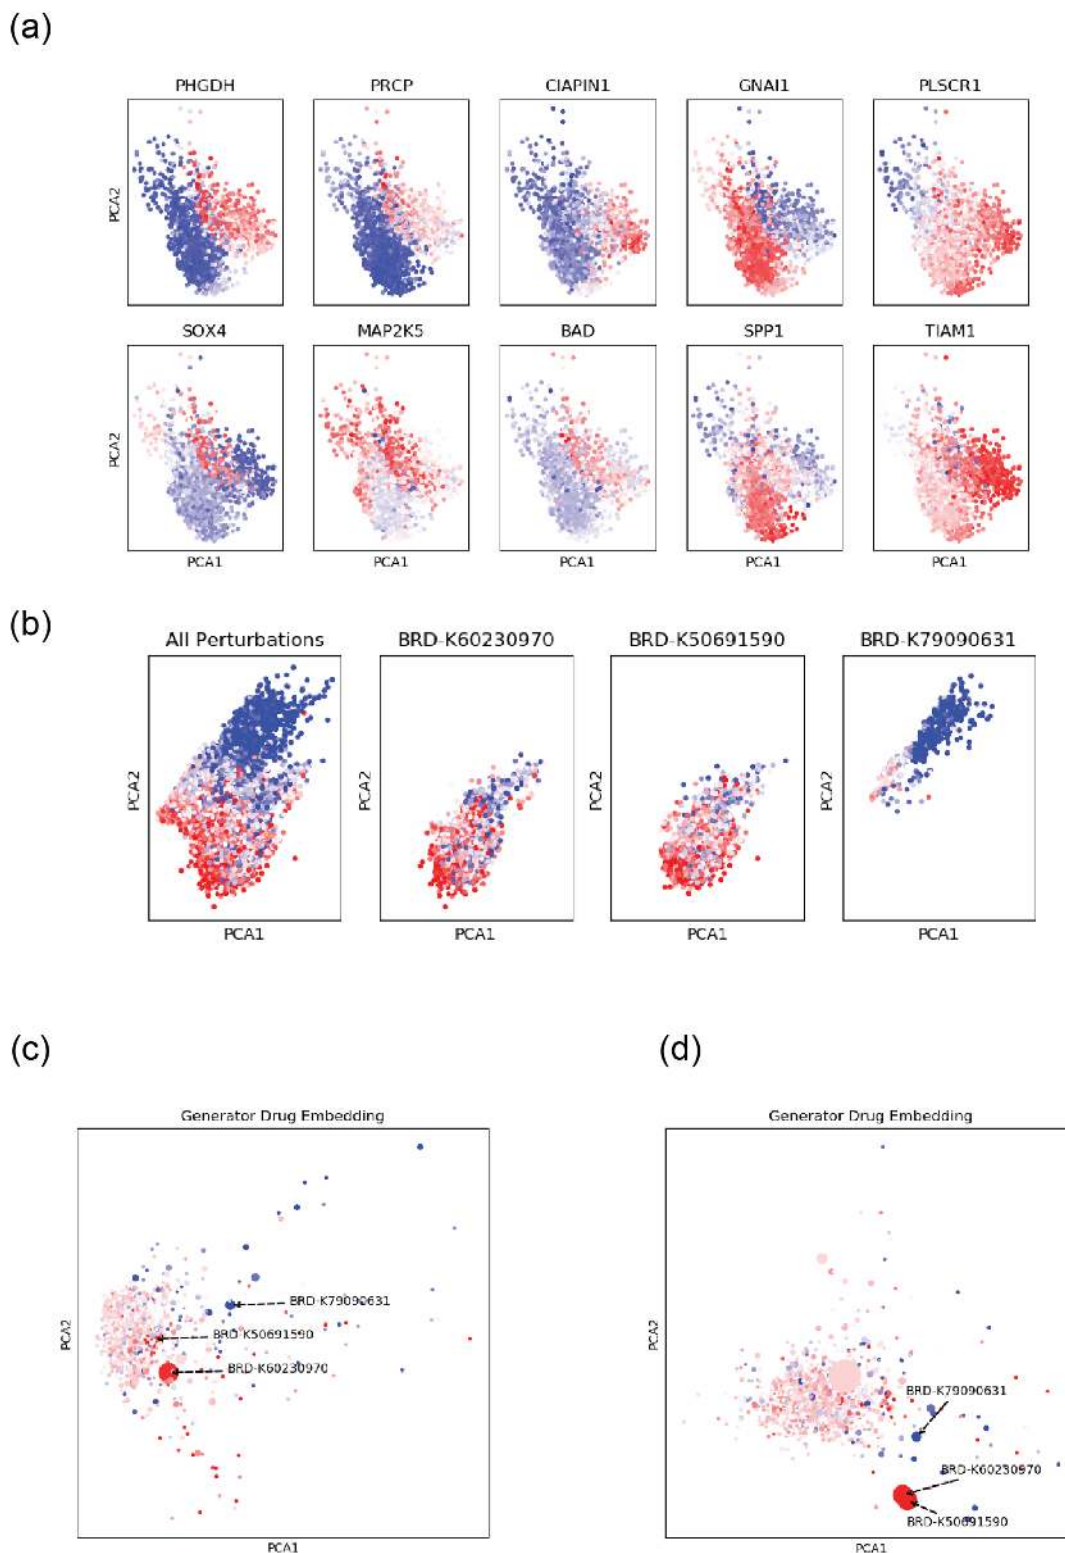 (a)
PHGDH PRCP CIAPIN1 GNAI1 PLSCR1
PCA2
SOX4 MAP2K5 BAD SPP1 TIAM1
PCA2
PCA1 PCA1 PCA1 PCA1 PCA1
(b)
All Perturbations BRD-K60230970 BRD-K50691590 BRD-K79090631
PCA2 PCA2 PCA2 PCA2
PCA1 PCA1 PCA1 PCA1
(c)
Generator Drug Embedding
BRD-K79090631
BRD-K50691590
BRD-K60230970
PCA2
PCA1
(d)
Generator Drug Embedding
PCA2
BRD-K79090631
BRD-K60230970
BRD-K50691590
PCA1